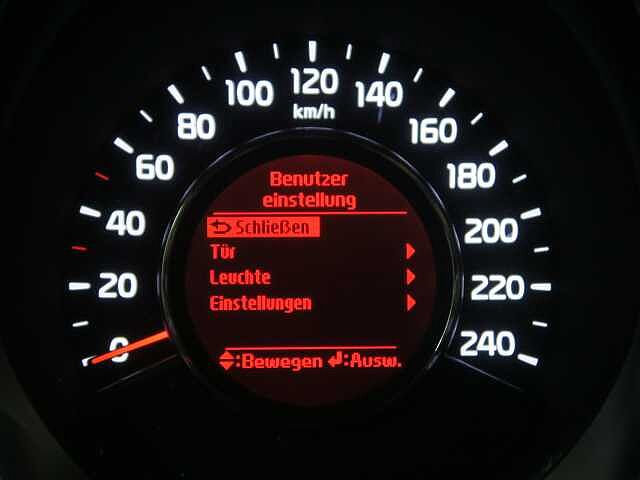 0
20
40
60
80
100
120
140
160
180
200
220
240
km/h
Benutzer
einstellung
Schließen
Tür
Leuchte
Einstellungen
:Bewegen :Ausw.